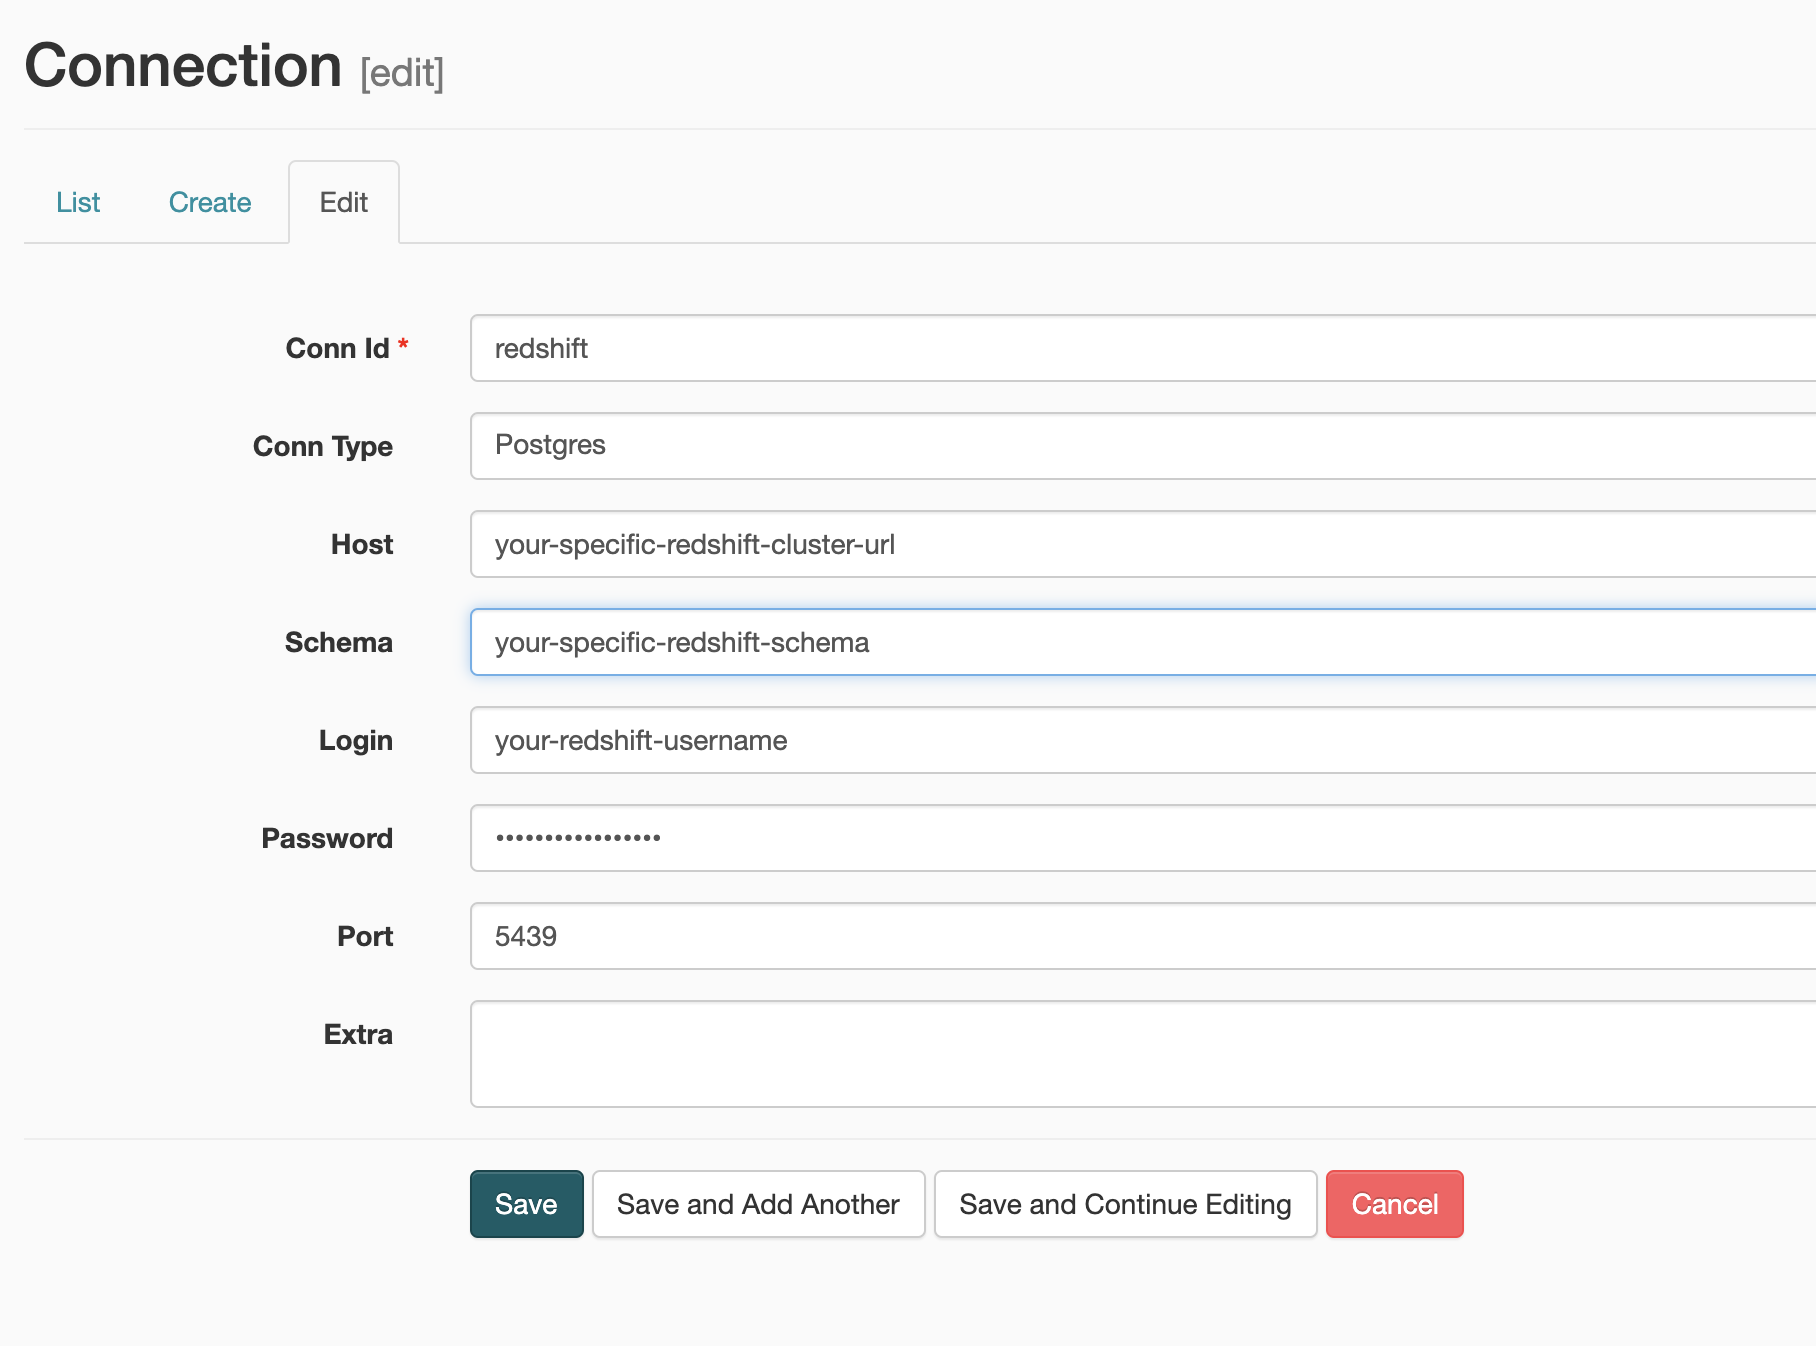 Connection [edit]
List Create Edit
Conn Id * redshift
Conn Type Postgres
Host your-specific-redshift-cluster-url
Schema your-specific-redshift-schema
Login your-redshift-username
Password •••••••••••••••••
Port 5439
Extra
Save Save and Add Another Save and Continue Editing Cancel